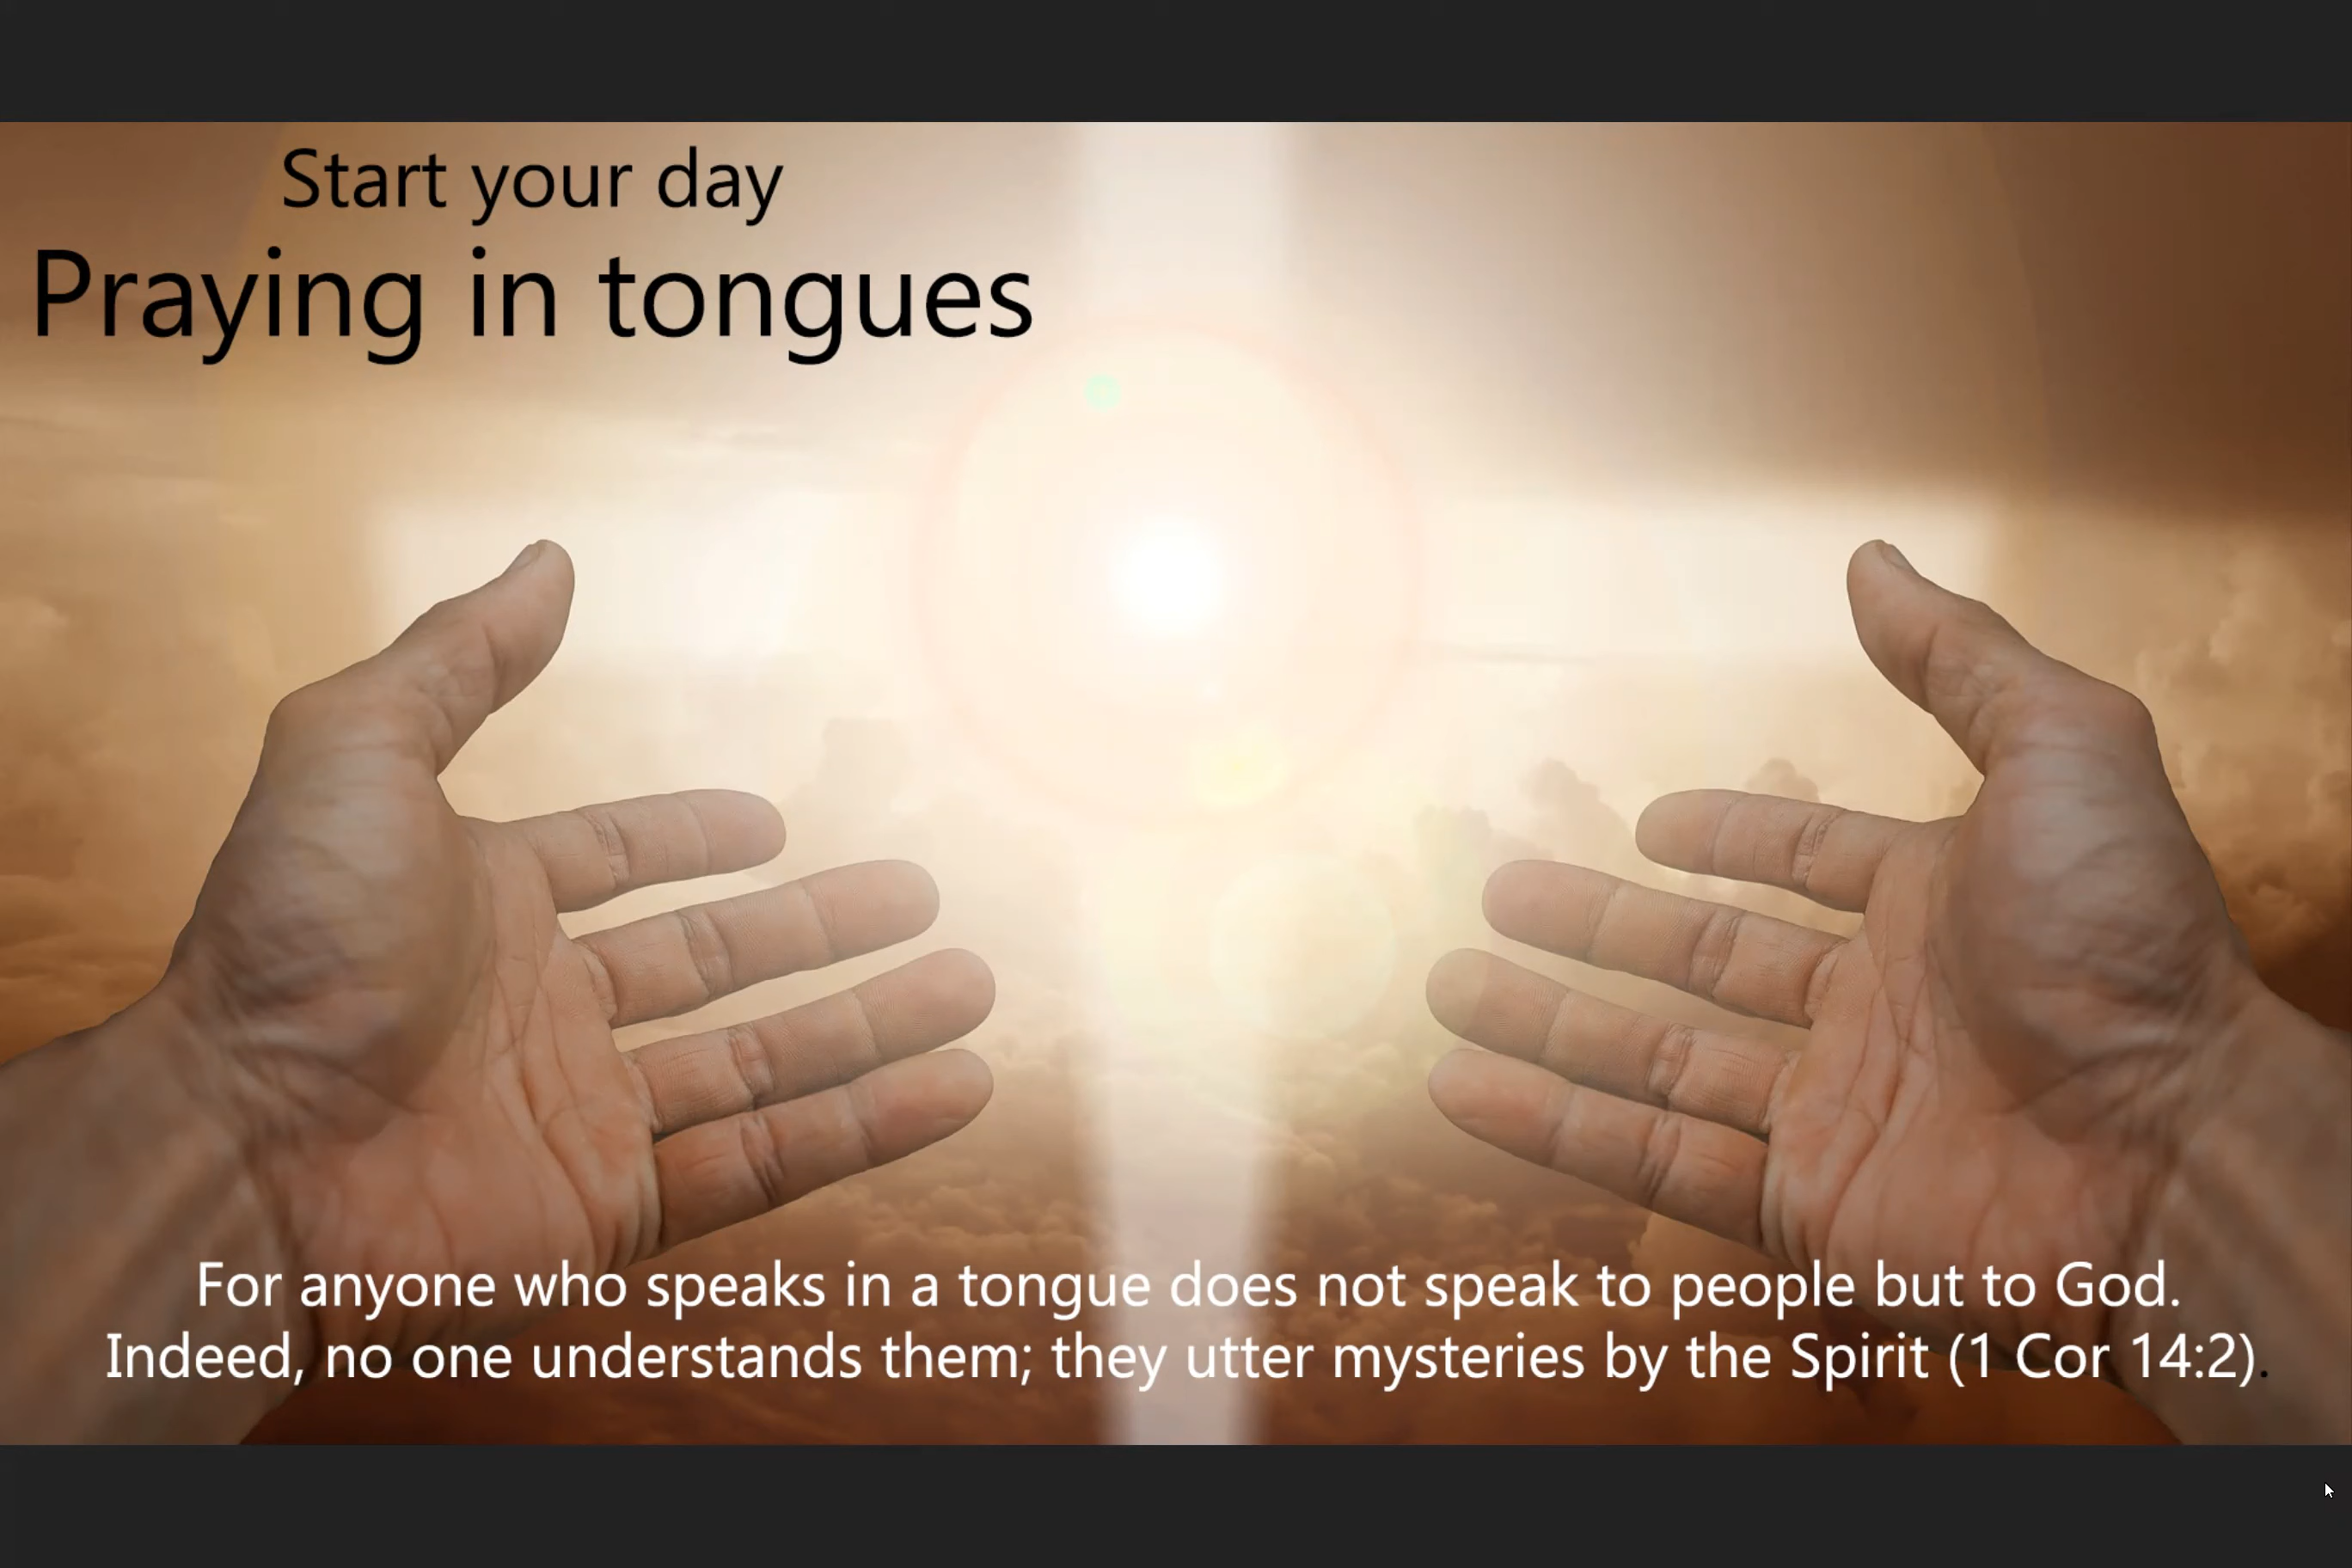 Start your day
Praying in tongues
For anyone who speaks in a tongue does not speak to people but to God.
Indeed, no one understands them; they utter mysteries by the Spirit (1 Cor 14:2).